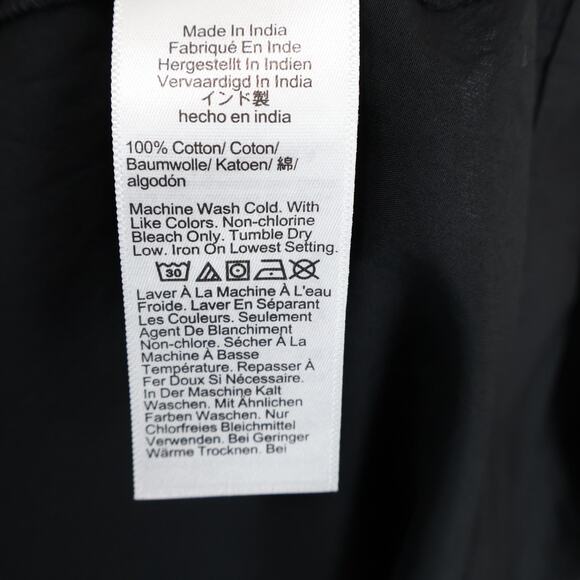 Made In India
Fabriqué En Inde
Hergestellt In Indien
Vervaardigd In India
インド製
hecho en india
100% Cotton/ Coton/
Baumwolle/ Katoen/ 綿/
algodón
Machine Wash Cold. With
Like Colors. Non-chlorine
Bleach Only. Tumble Dry
Low. Iron On Lowest Setting.
30
Laver À La Machine À L'eau
Froide. Laver En Séparant
Les Couleurs. Seulement
Agent De Blanchiment
Non-chlore. Sécher À La
Machine À Basse
Température. Repasser À
Fer Doux Si Nécessaire.
In Der Maschine Kalt
Waschen. Mit Ähnlichen
Farben Waschen. Nur
Chlorfreies Bleichmittel
Verwenden. Bei Geringer
Wärme Trocknen. Bei